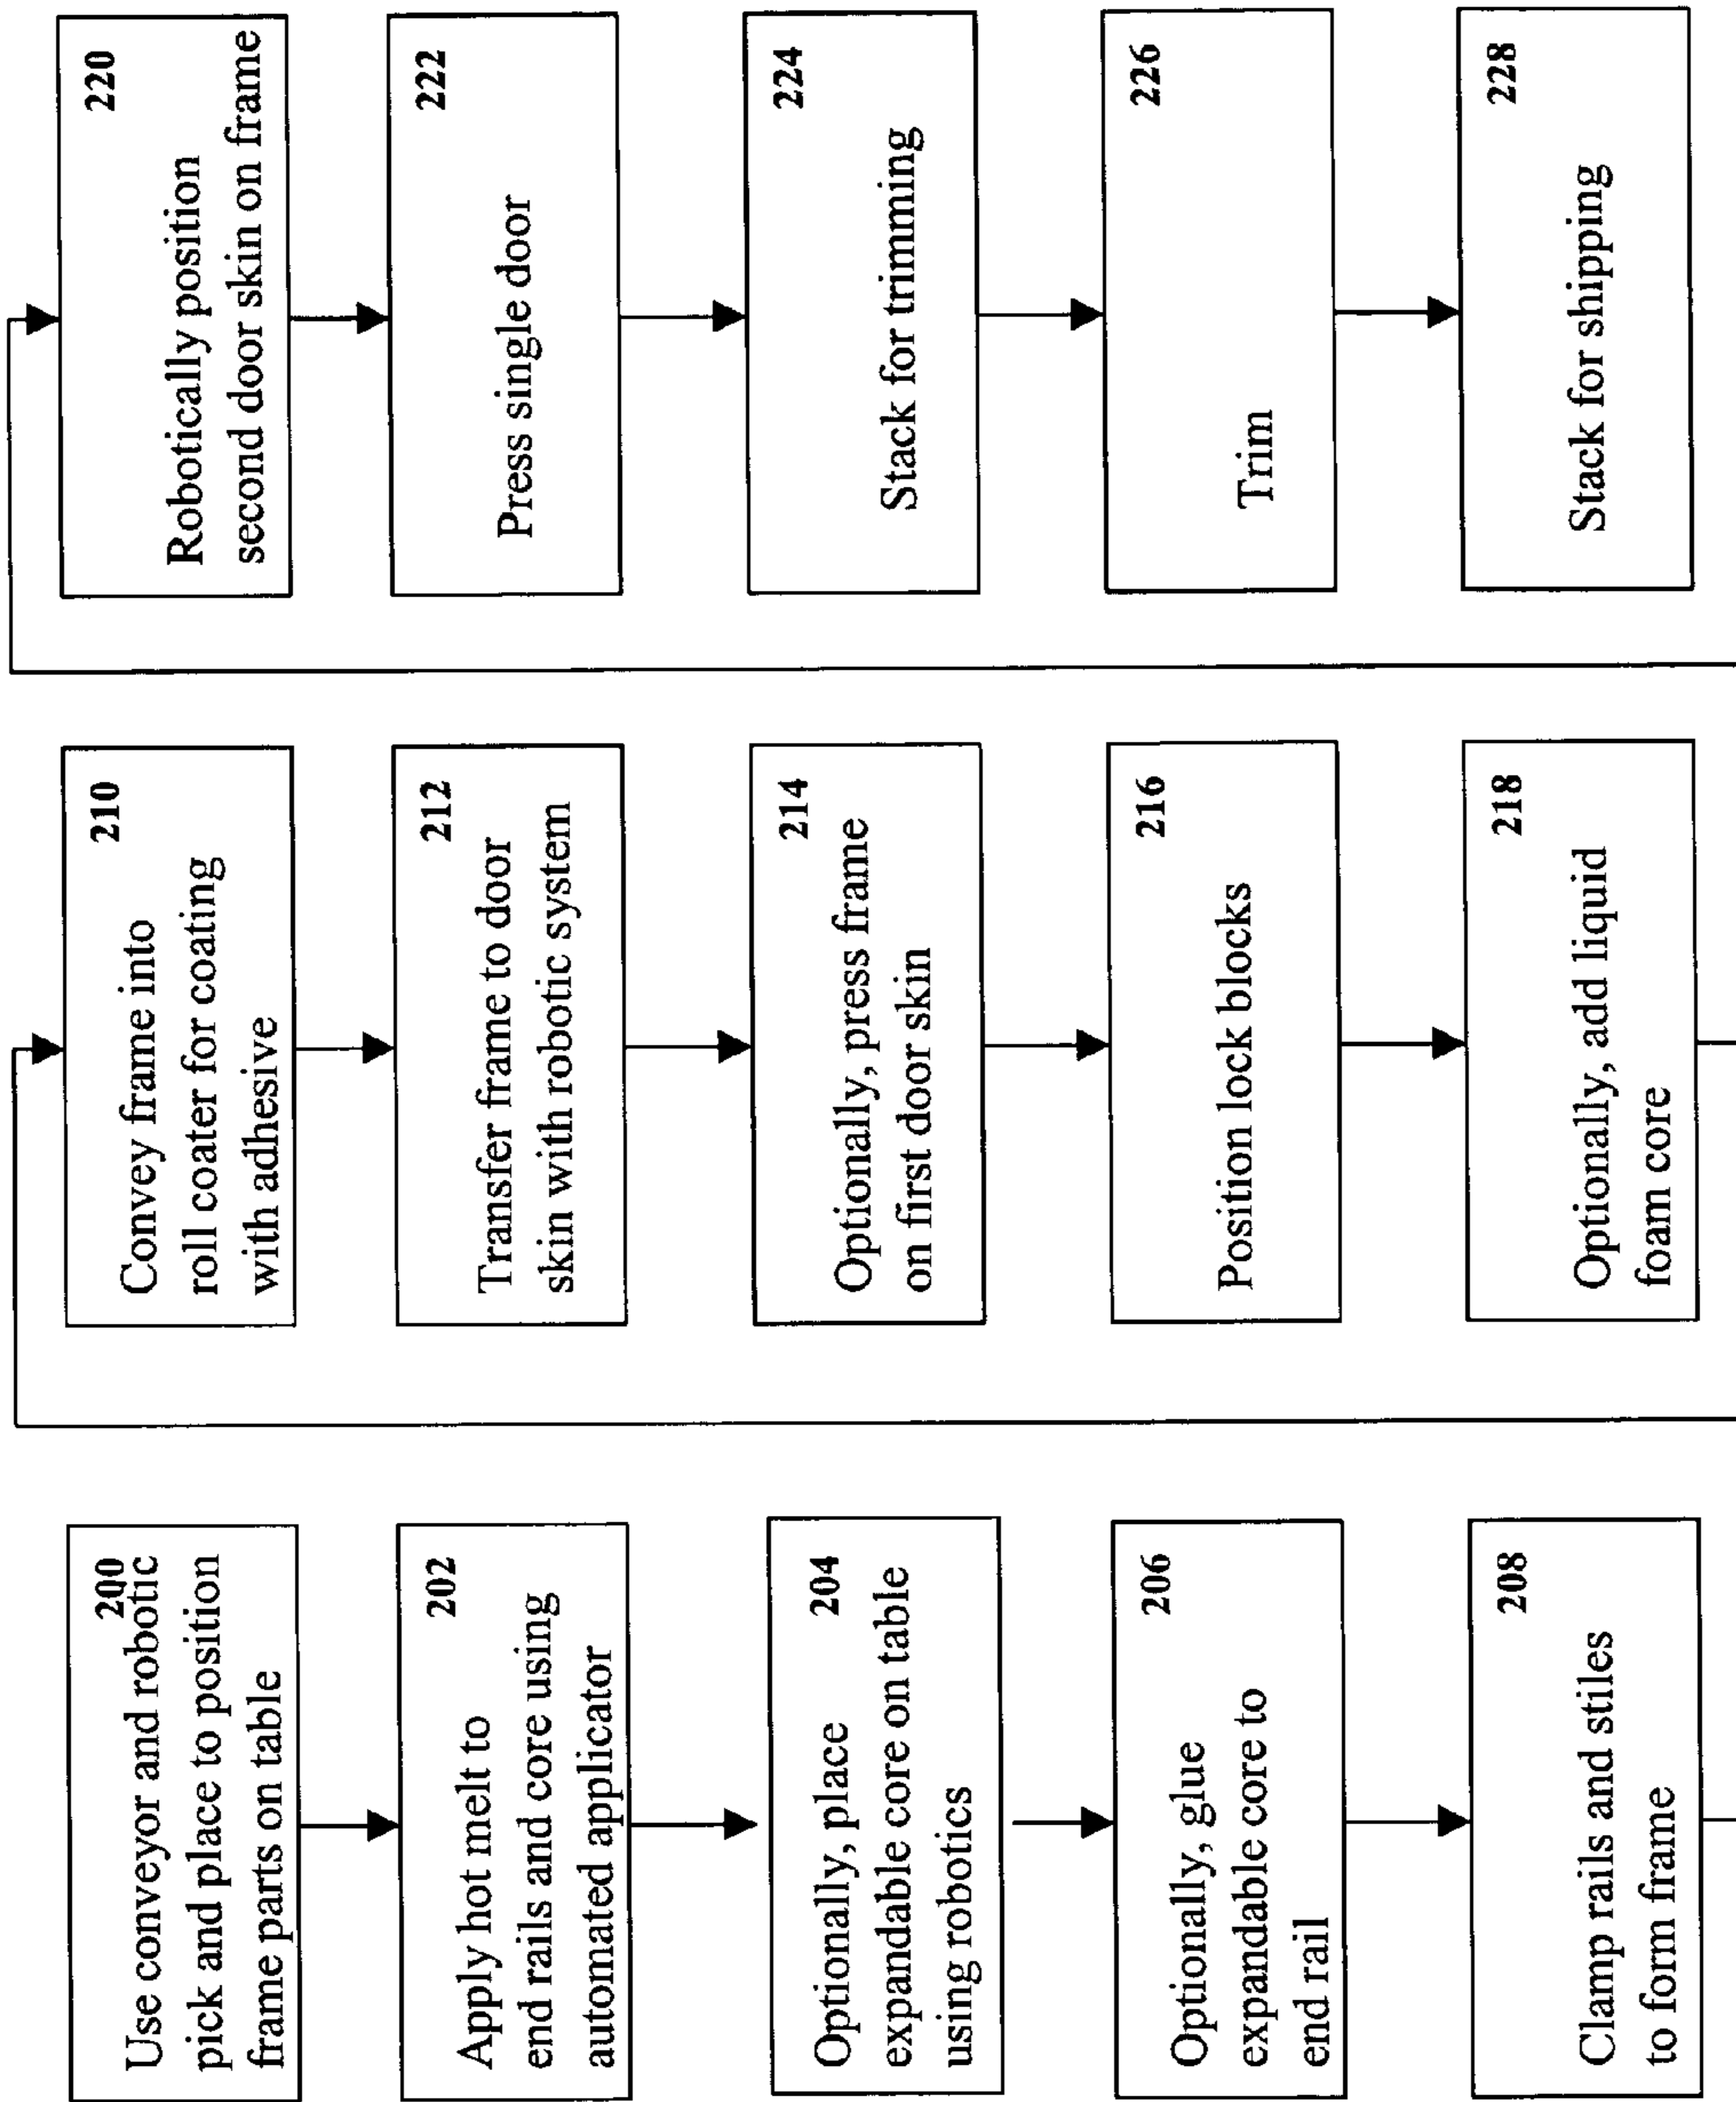 200
Use conveyor and robotic
pick and place to position
frame parts on table
202
Apply hot melt to
end rails and core using
automated applicator
204
Optionally, place
expandable core on table
using robotics
206
Optionally, glue
expandable core to
end rail
208
Clamp rails and stiles
to form frame
210
Convey frame into
roll coater for coating
with adhesive
212
Transfer frame to door
skin with robotic system
214
Optionally, press frame
on first door skin
216
Position lock blocks
218
Optionally, add liquid
foam core
220
Robotically position
second door skin on frame
222
Press single door
224
Stack for trimming
226
Trim
228
Stack for shipping